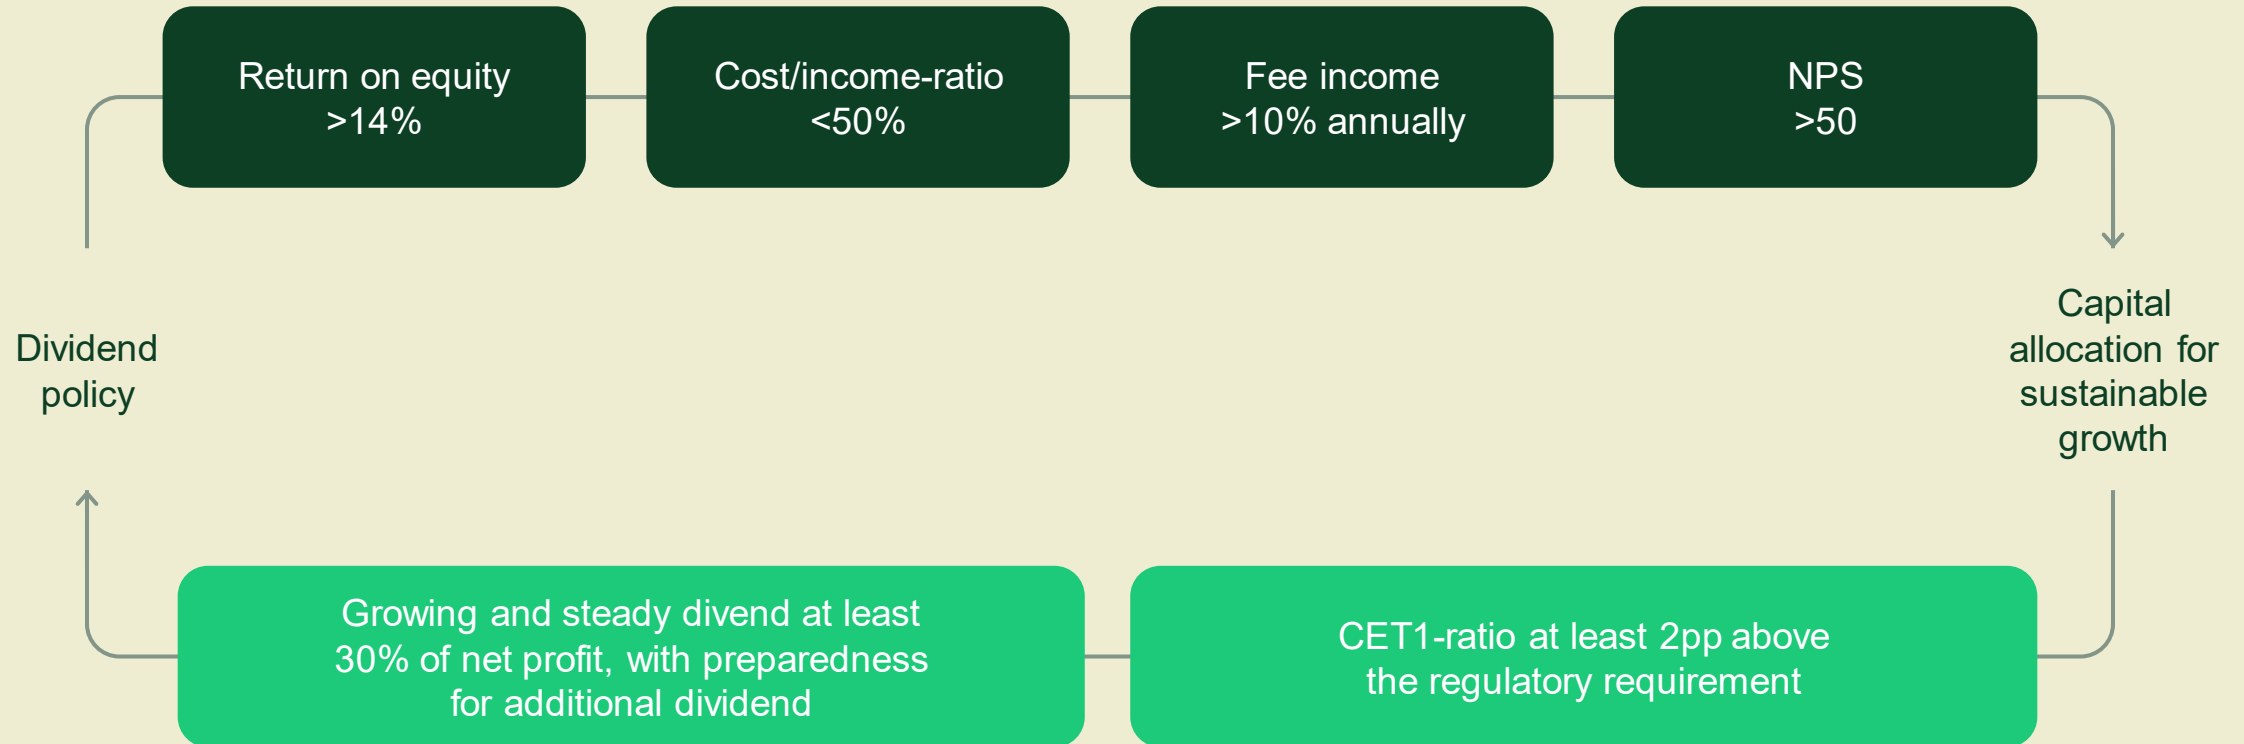 Return on equity
>14%
Cost/income-ratio
<50%
Fee income
>10% annually
NPS
>50
Dividend
policy
Capital
allocation for
sustainable
growth
Growing and steady divend at least
30% of net profit, with preparedness
for additional dividend
CET1-ratio at least 2pp above
the regulatory requirement